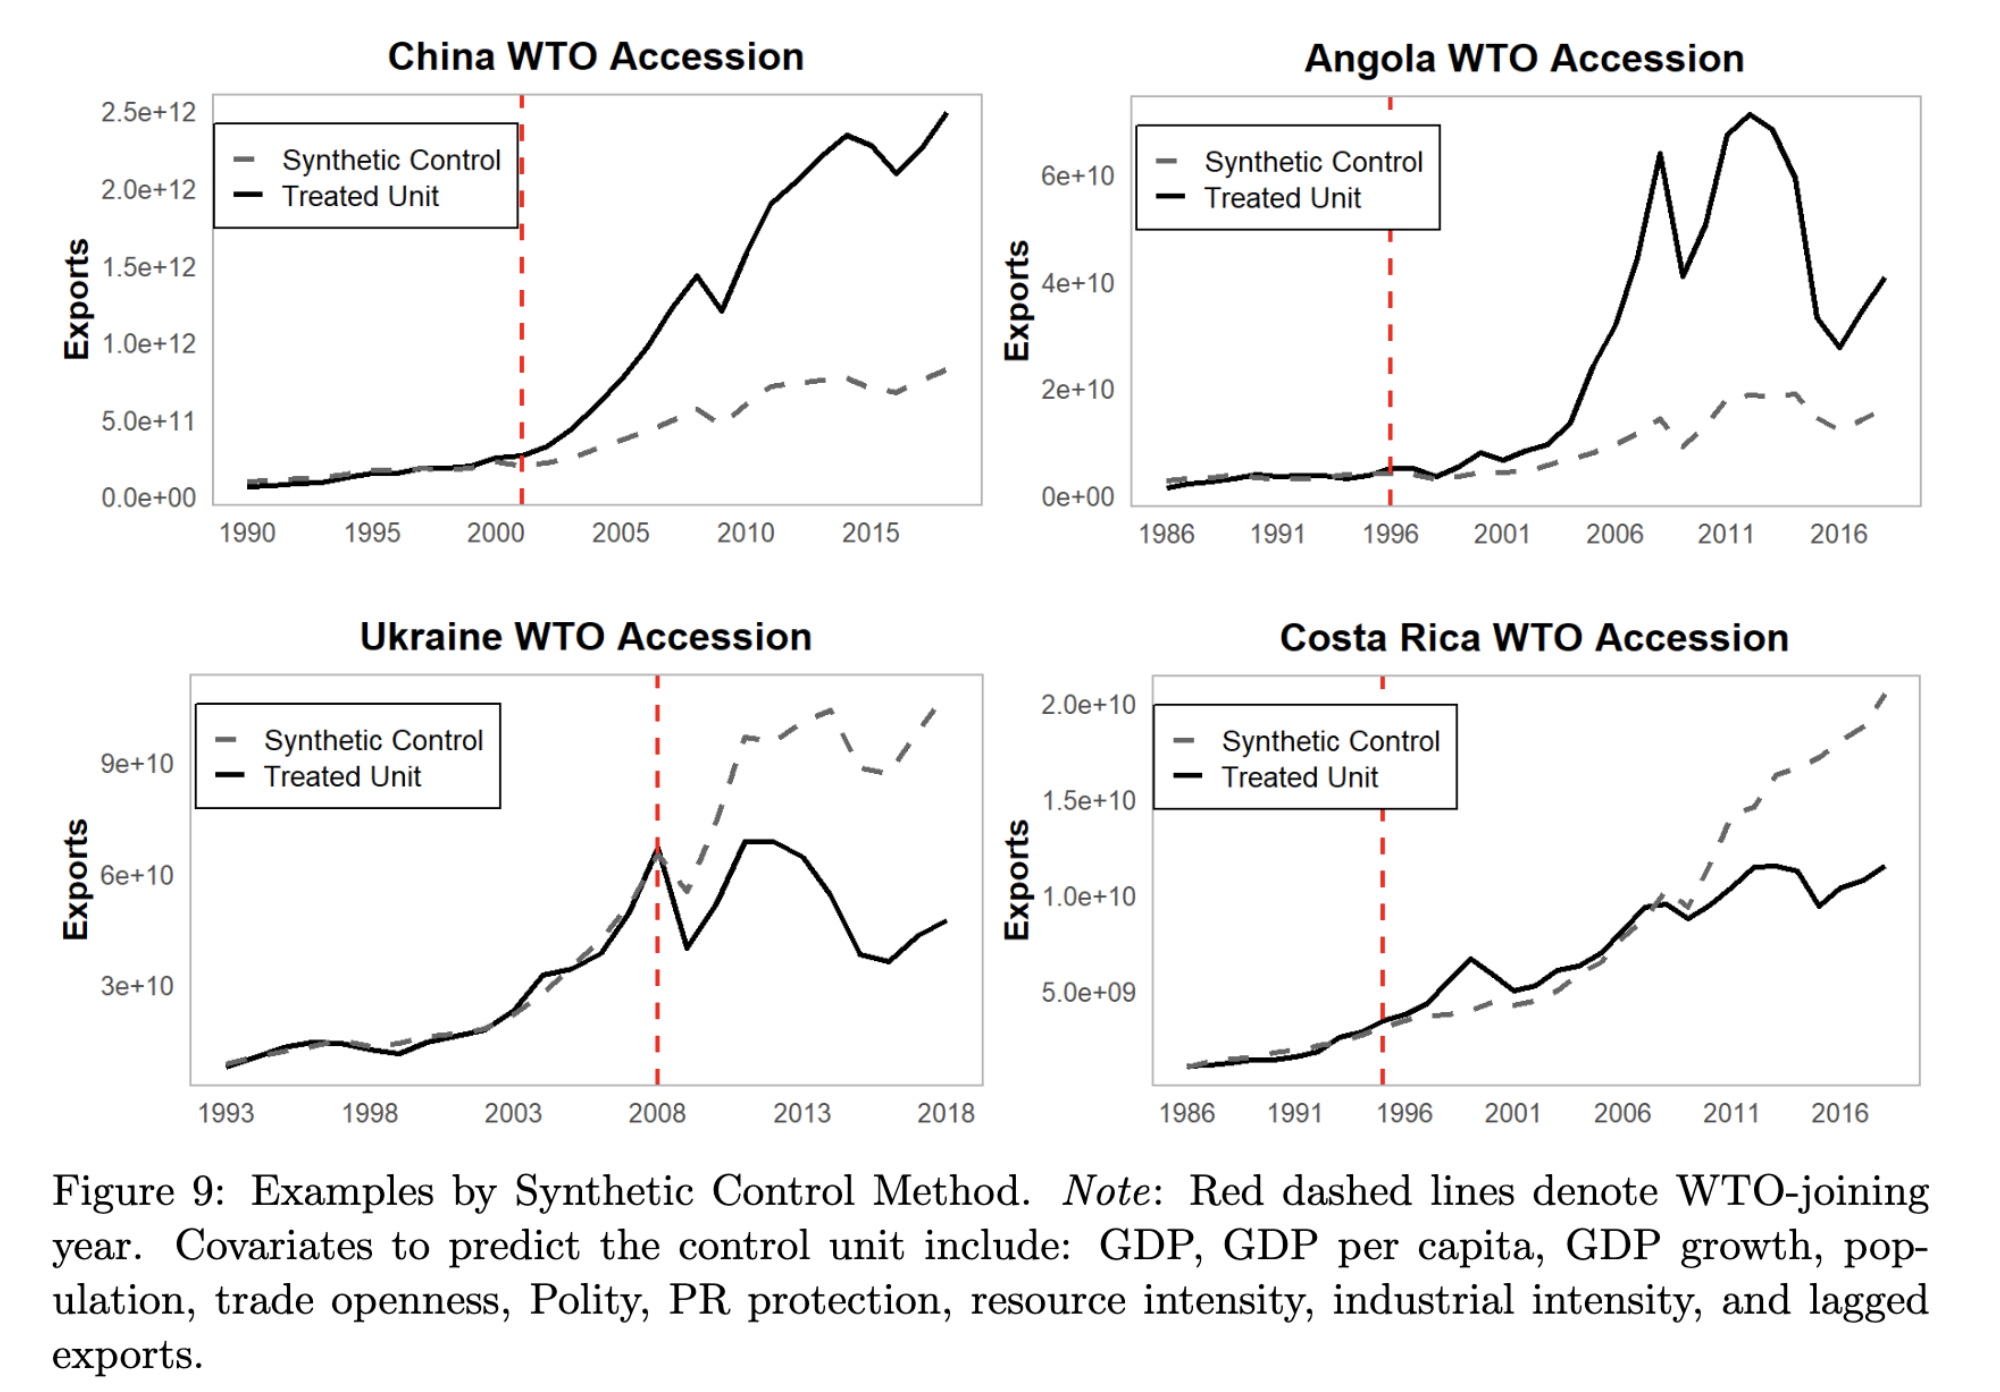 China WTO Accession
Exports
2.5e+12
2.0e+12
1.5e+12
1.0e+12
5.0e+11
0.0e+00
Synthetic Control
Treated Unit
1990 1995 2000 2005 2010 2015
Angola WTO Accession
Exports
6e+10
4e+10
2e+10
0e+00
Synthetic Control
Treated Unit
1986 1991 1996 2001 2006 2011 2016
Ukraine WTO Accession
Exports
9e+10
6e+10
3e+10
Synthetic Control
Treated Unit
1993 1998 2003 2008 2013 2018
Costa Rica WTO Accession
Exports
2.0e+10
1.5e+10
1.0e+10
5.0e+09
Synthetic Control
Treated Unit
1986 1991 1996 2001 2006 2011 2016
Figure 9: Examples by Synthetic Control Method. Note: Red dashed lines denote WTO-joining
year. Covariates to predict the control unit include: GDP, GDP per capita, GDP growth, pop-
ulation, trade openness, Polity, PR protection, resource intensity, industrial intensity, and lagged
exports.